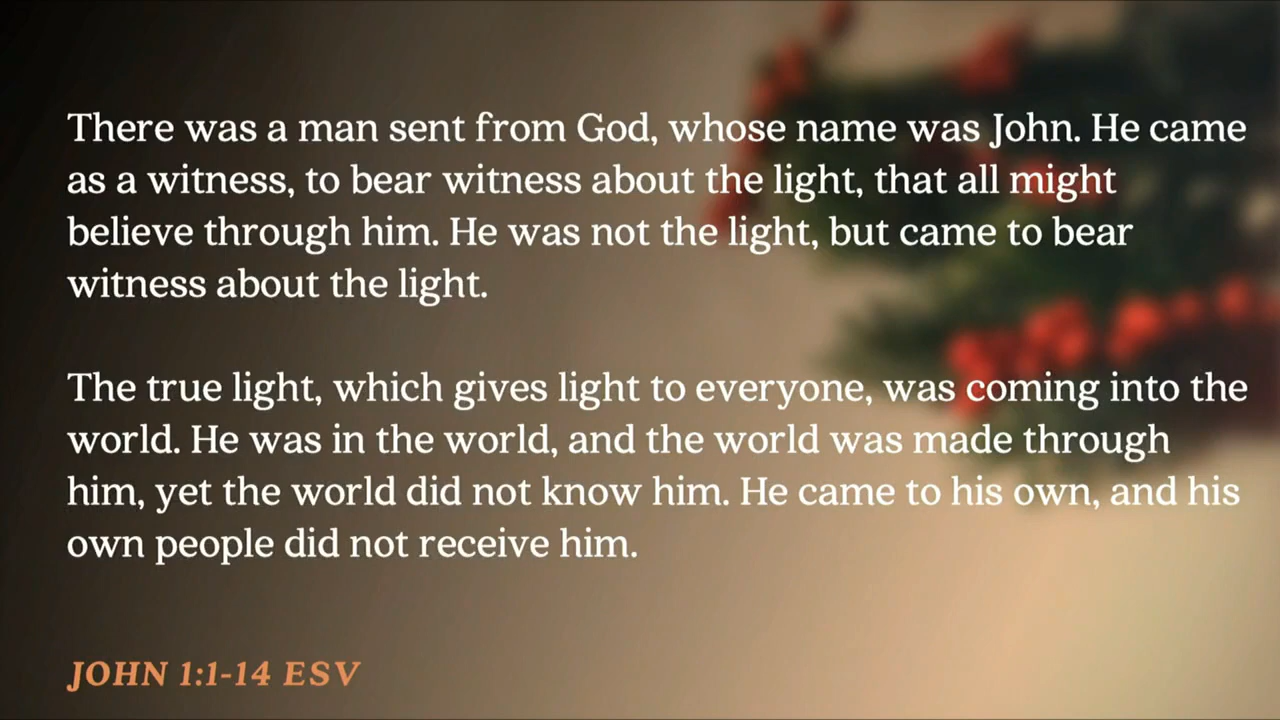 There was a man sent from God, whose name was John. He came
as a witness, to bear witness about the light, that all might
believe through him. He was not the light, but came to bear
witness about the light.
The true light, which gives light to everyone, was coming into the
world. He was in the world, and the world was made through
him, yet the world did not know him. He came to his own, and his
own people did not receive him.
JOHN 1:1-14 ESV